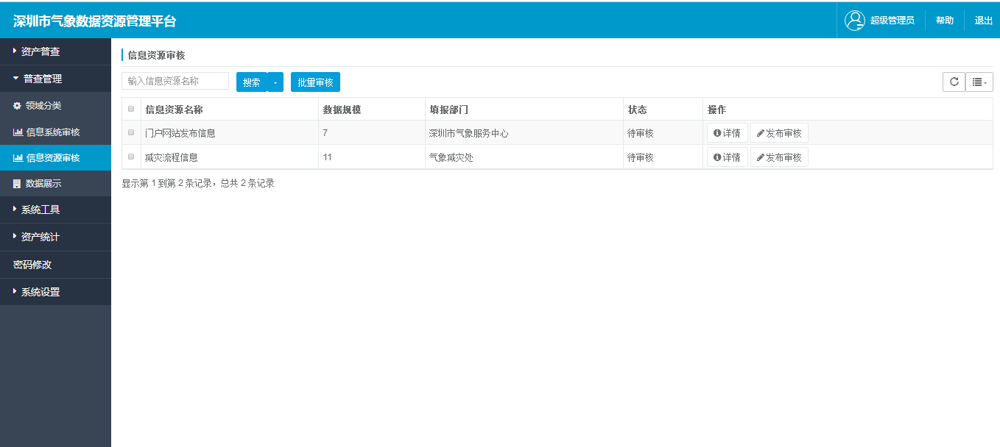 深圳市气象数据资源管理平台
超级管理员 帮助 退出
资产普查
普查管理
领域分类
信息系统审核
信息资源审核
数据展示
系统工具
资产统计
密码修改
系统设置
信息资源审核
输入信息资源名称 搜索 批量审核
信息资源名称 数据规模 填报部门 状态 操作
门户网站发布信息 7 深圳市气象服务中心 待审核 详情 发布审核
减灾流程信息 11 气象减灾处 待审核 详情 发布审核
显示第 1 到第 2 条记录，总共 2 条记录